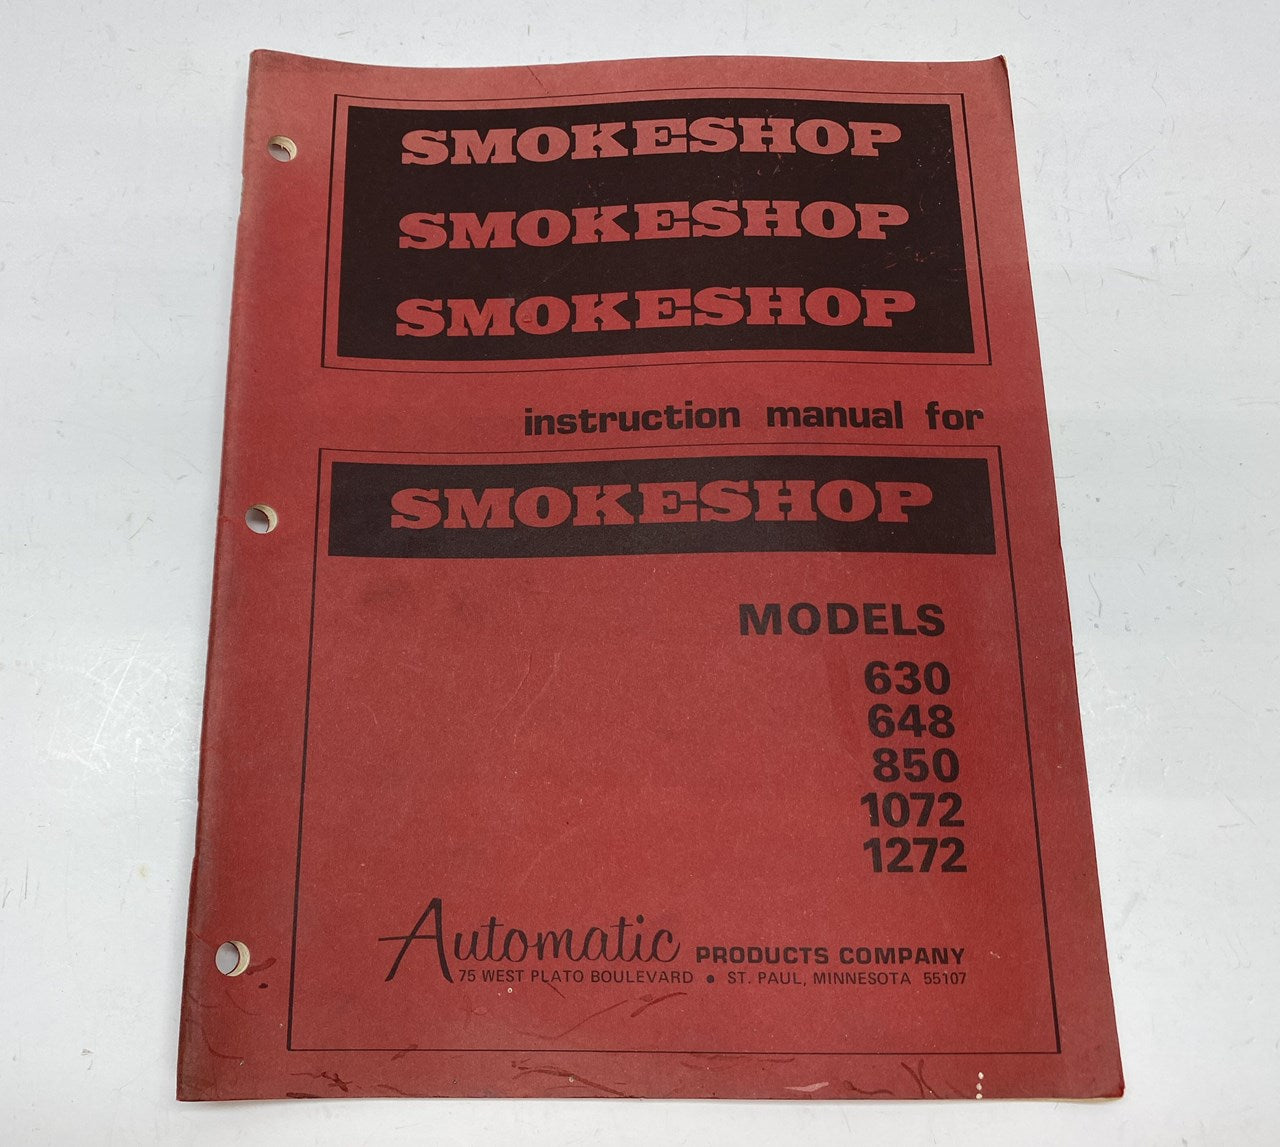 SMOKESHOP
SMOKESHOP
SMOKESHOP
instruction manual for
SMOKESHOP
MODELS
630
648
850
1072
1272
Automatic PRODUCTS COMPANY
75 WEST PLATO BOULEVARD • ST. PAUL, MINNESOTA 55107